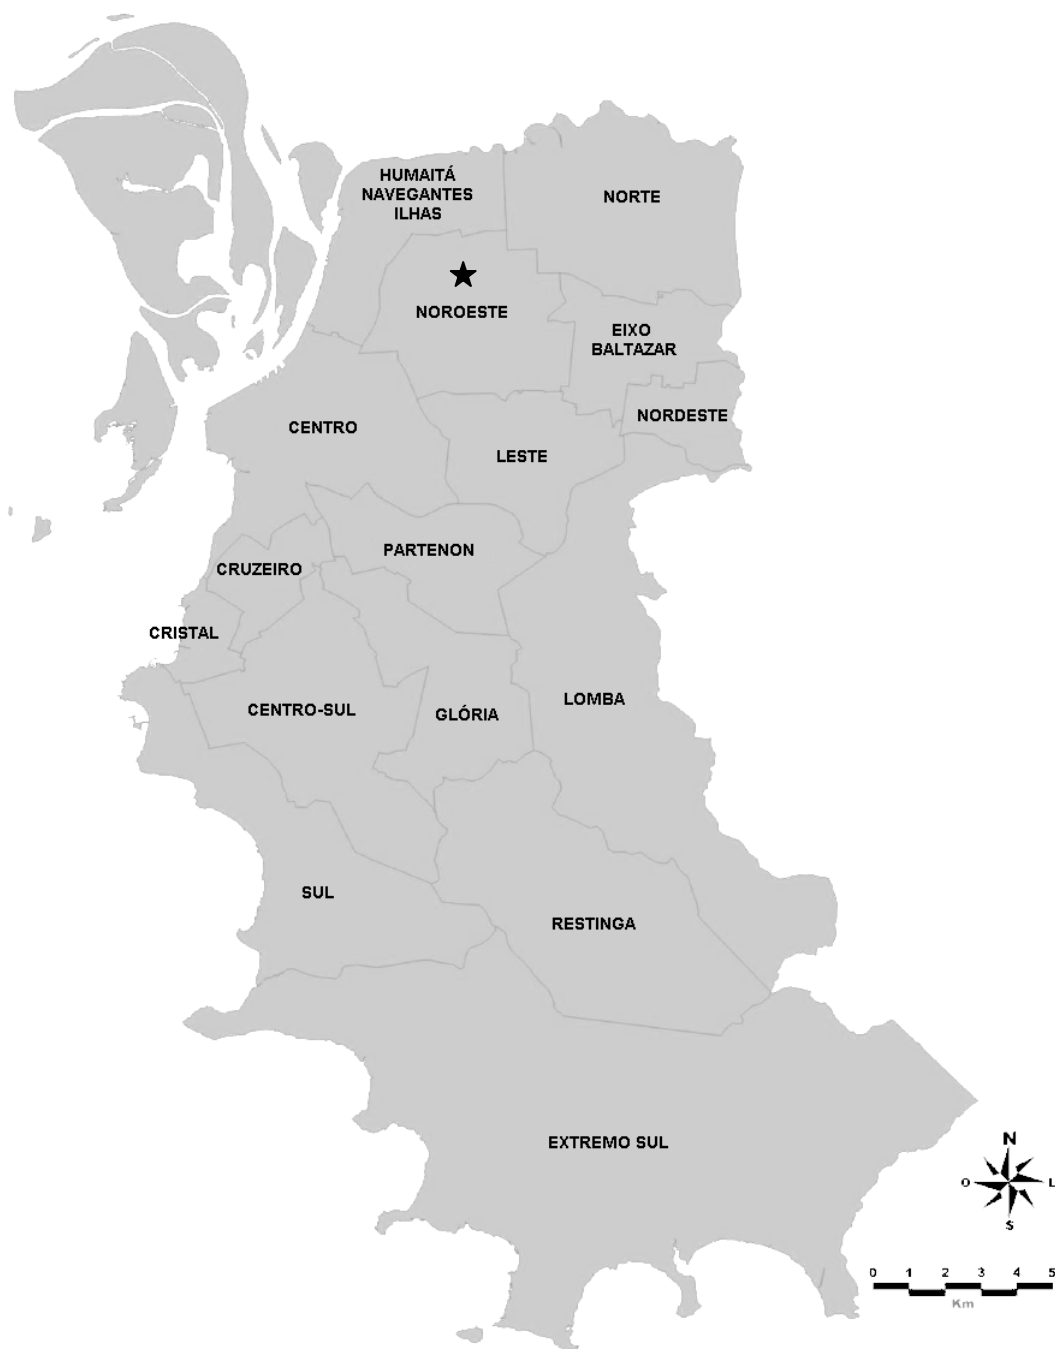 HUMAITÁ
NAVEGANTES
ILHAS
NORTE
NOROESTE
EIXO
BALTAZAR
NORDESTE
CENTRO
LESTE
PARTENON
CRUZEIRO
CRISTAL
CENTRO-SUL
GLÓRIA
LOMBA
SUL
RESTINGA
EXTREMO SUL
N
O L
S
0 1 2 3 4 5
Km